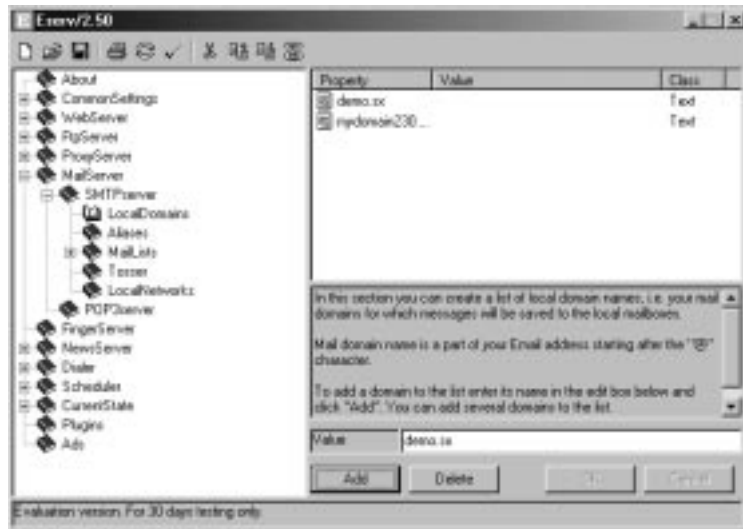 Eserv/2.50
About
CommonSettings
WebServer
FtpServer
ProxyServer
MailServer
SMTPserver
LocalDomains
Aliases
MailLists
Tosser
LocalNetworks
POP3server
FingerServer
NewsServer
Dialer
Scheduler
CurrentState
Plugins
Ads
Property Value Class
demo.sx Text
mydomain230... Text
In this section you can create a list of local domain names, i.e. your mail
domains for which messages will be saved to the local mailboxes.
Mail domain name is a part of your Email address starting after the "@"
character.
To add a domain to the list enter its name in the edit box below and
click "Add". You can add several domains to the list.
Value demo.sx
Add Delete
Evaluation version. For 30 days testing only.